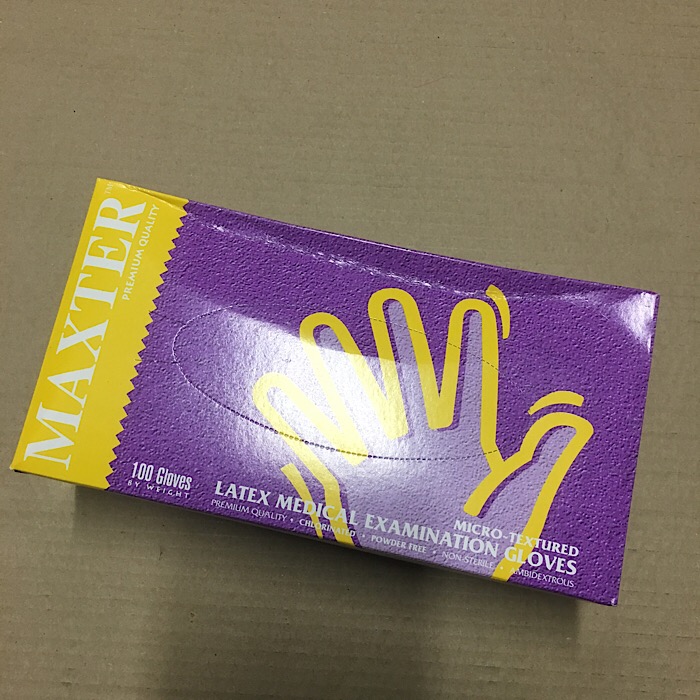 MAXTER™
PREMIUM QUALITY
100 Gloves
BY WEIGHT
MICRO-TEXTURED
LATEX MEDICAL EXAMINATION GLOVES
PREMIUM QUALITY • CHLORINATED • POWDER FREE • NON STERILE • AMBIDEXTROUS